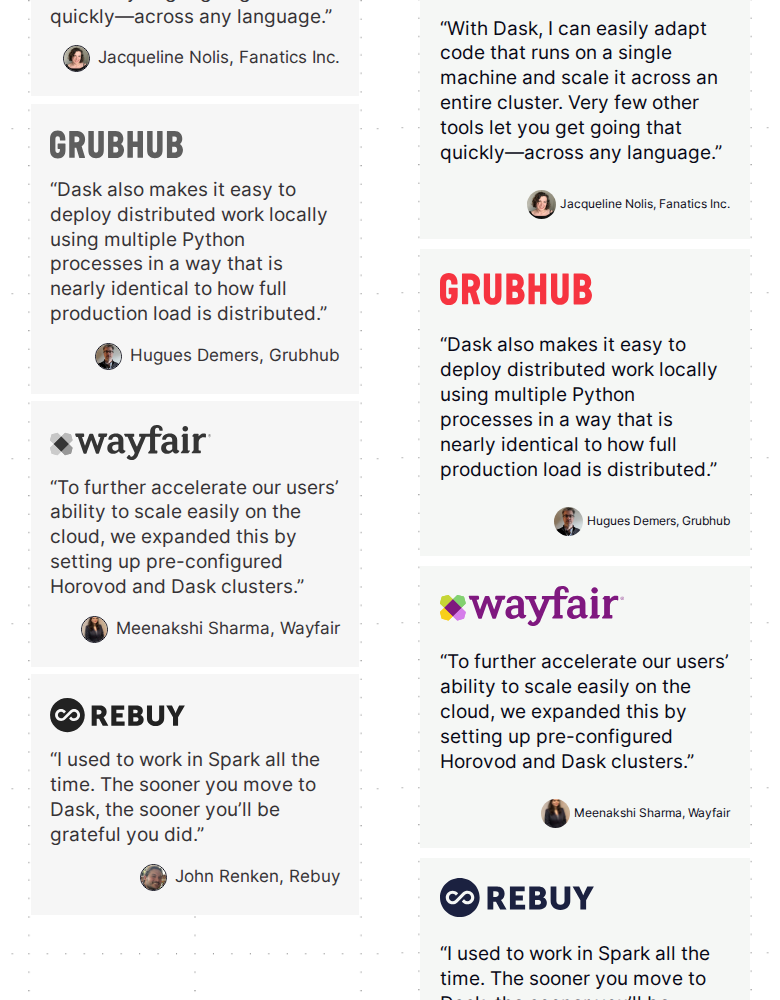 quickly—across any language.”
Jacqueline Nolis, Fanatics Inc.
GRUBHUB
“Dask also makes it easy to
deploy distributed work locally
using multiple Python
processes in a way that is
nearly identical to how full
production load is distributed.”
Hugues Demers, Grubhub
wayfair
“To further accelerate our users’
ability to scale easily on the
cloud, we expanded this by
setting up pre-configured
Horovod and Dask clusters.”
Meenakshi Sharma, Wayfair
REBUY
“I used to work in Spark all the
time. The sooner you move to
Dask, the sooner you’ll be
grateful you did.”
John Renken, Rebuy
“With Dask, I can easily adapt
code that runs on a single
machine and scale it across an
entire cluster. Very few other
tools let you get going that
quickly—across any language.”
Jacqueline Nolis, Fanatics Inc.
GRUBHUB
“Dask also makes it easy to
deploy distributed work locally
using multiple Python
processes in a way that is
nearly identical to how full
production load is distributed.”
Hugues Demers, Grubhub
wayfair
“To further accelerate our users’
ability to scale easily on the
cloud, we expanded this by
setting up pre-configured
Horovod and Dask clusters.”
Meenakshi Sharma, Wayfair
REBUY
“I used to work in Spark all the
time. The sooner you move to